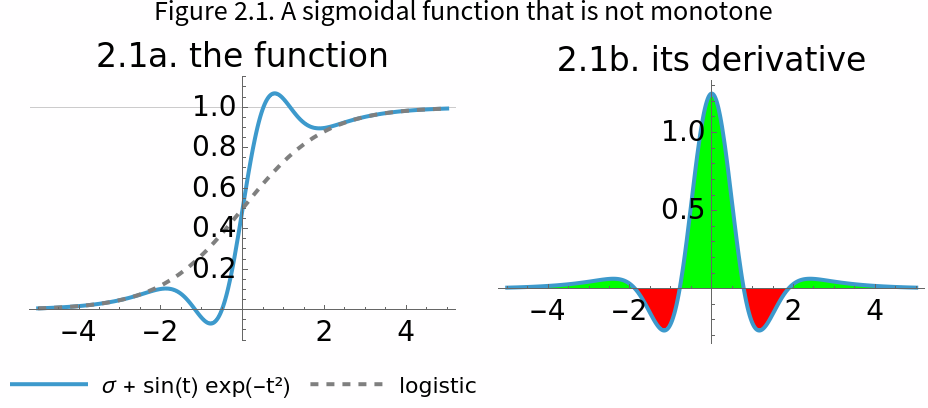 Figure 2.1. A sigmoidal function that is not monotone
2.1a. the function
1.0
0.8
0.6
0.4
0.2
−4 −2 2 4
σ + sin(t) exp(−t²) logistic
2.1b. its derivative
1.0
0.5
−4 −2 2 4